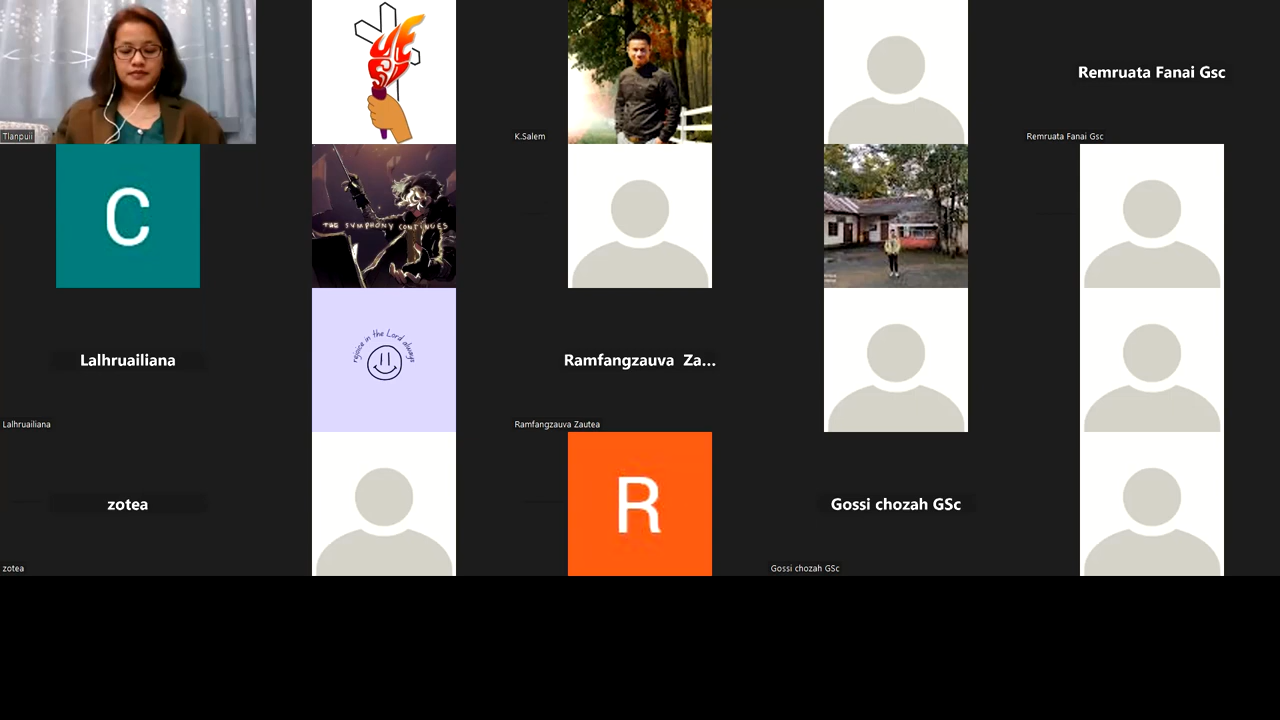 Tlanpuii
K.Salem
Remruata Fanai Gsc
Remruata Fanai Gsc
C
THE SYMPHONY CONTINUES
Lalhruailiana
Lalhruailiana
rejoice in the Lord always
Ramfangzauva Za...
Ramfangzauva Zautea
zotea
zotea
R
Gossi chozah GSc
Gossi chozah GSc